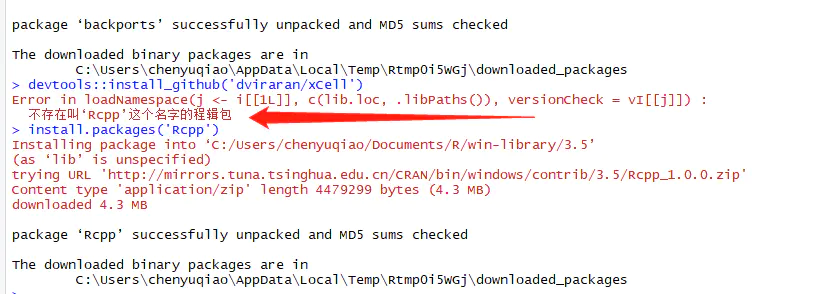 package ‘backports’ successfully unpacked and MD5 sums checked
The downloaded binary packages are in
C:\Users\chenyuqiao\AppData\Local\Temp\RtmpOi5WGj\downloaded_packages
> devtools::install_github('dviraran/xCell')
Error in loadNamespace(j <- i[[1L]], c(lib.loc, .libPaths()), versionCheck = vI[[j]]) :
不存在叫‘Rcpp’这个名字的程辑包
> install.packages('Rcpp')
Installing package into ‘C:/Users/chenyuqiao/Documents/R/win-library/3.5’
(as ‘lib’ is unspecified)
trying URL 'http://mirrors.tuna.tsinghua.edu.cn/CRAN/bin/windows/contrib/3.5/Rcpp_1.0.0.zip'
Content type 'application/zip' length 4479299 bytes (4.3 MB)
downloaded 4.3 MB
package ‘Rcpp’ successfully unpacked and MD5 sums checked
The downloaded binary packages are in
C:\Users\chenyuqiao\AppData\Local\Temp\RtmpOi5WGj\downloaded_packages